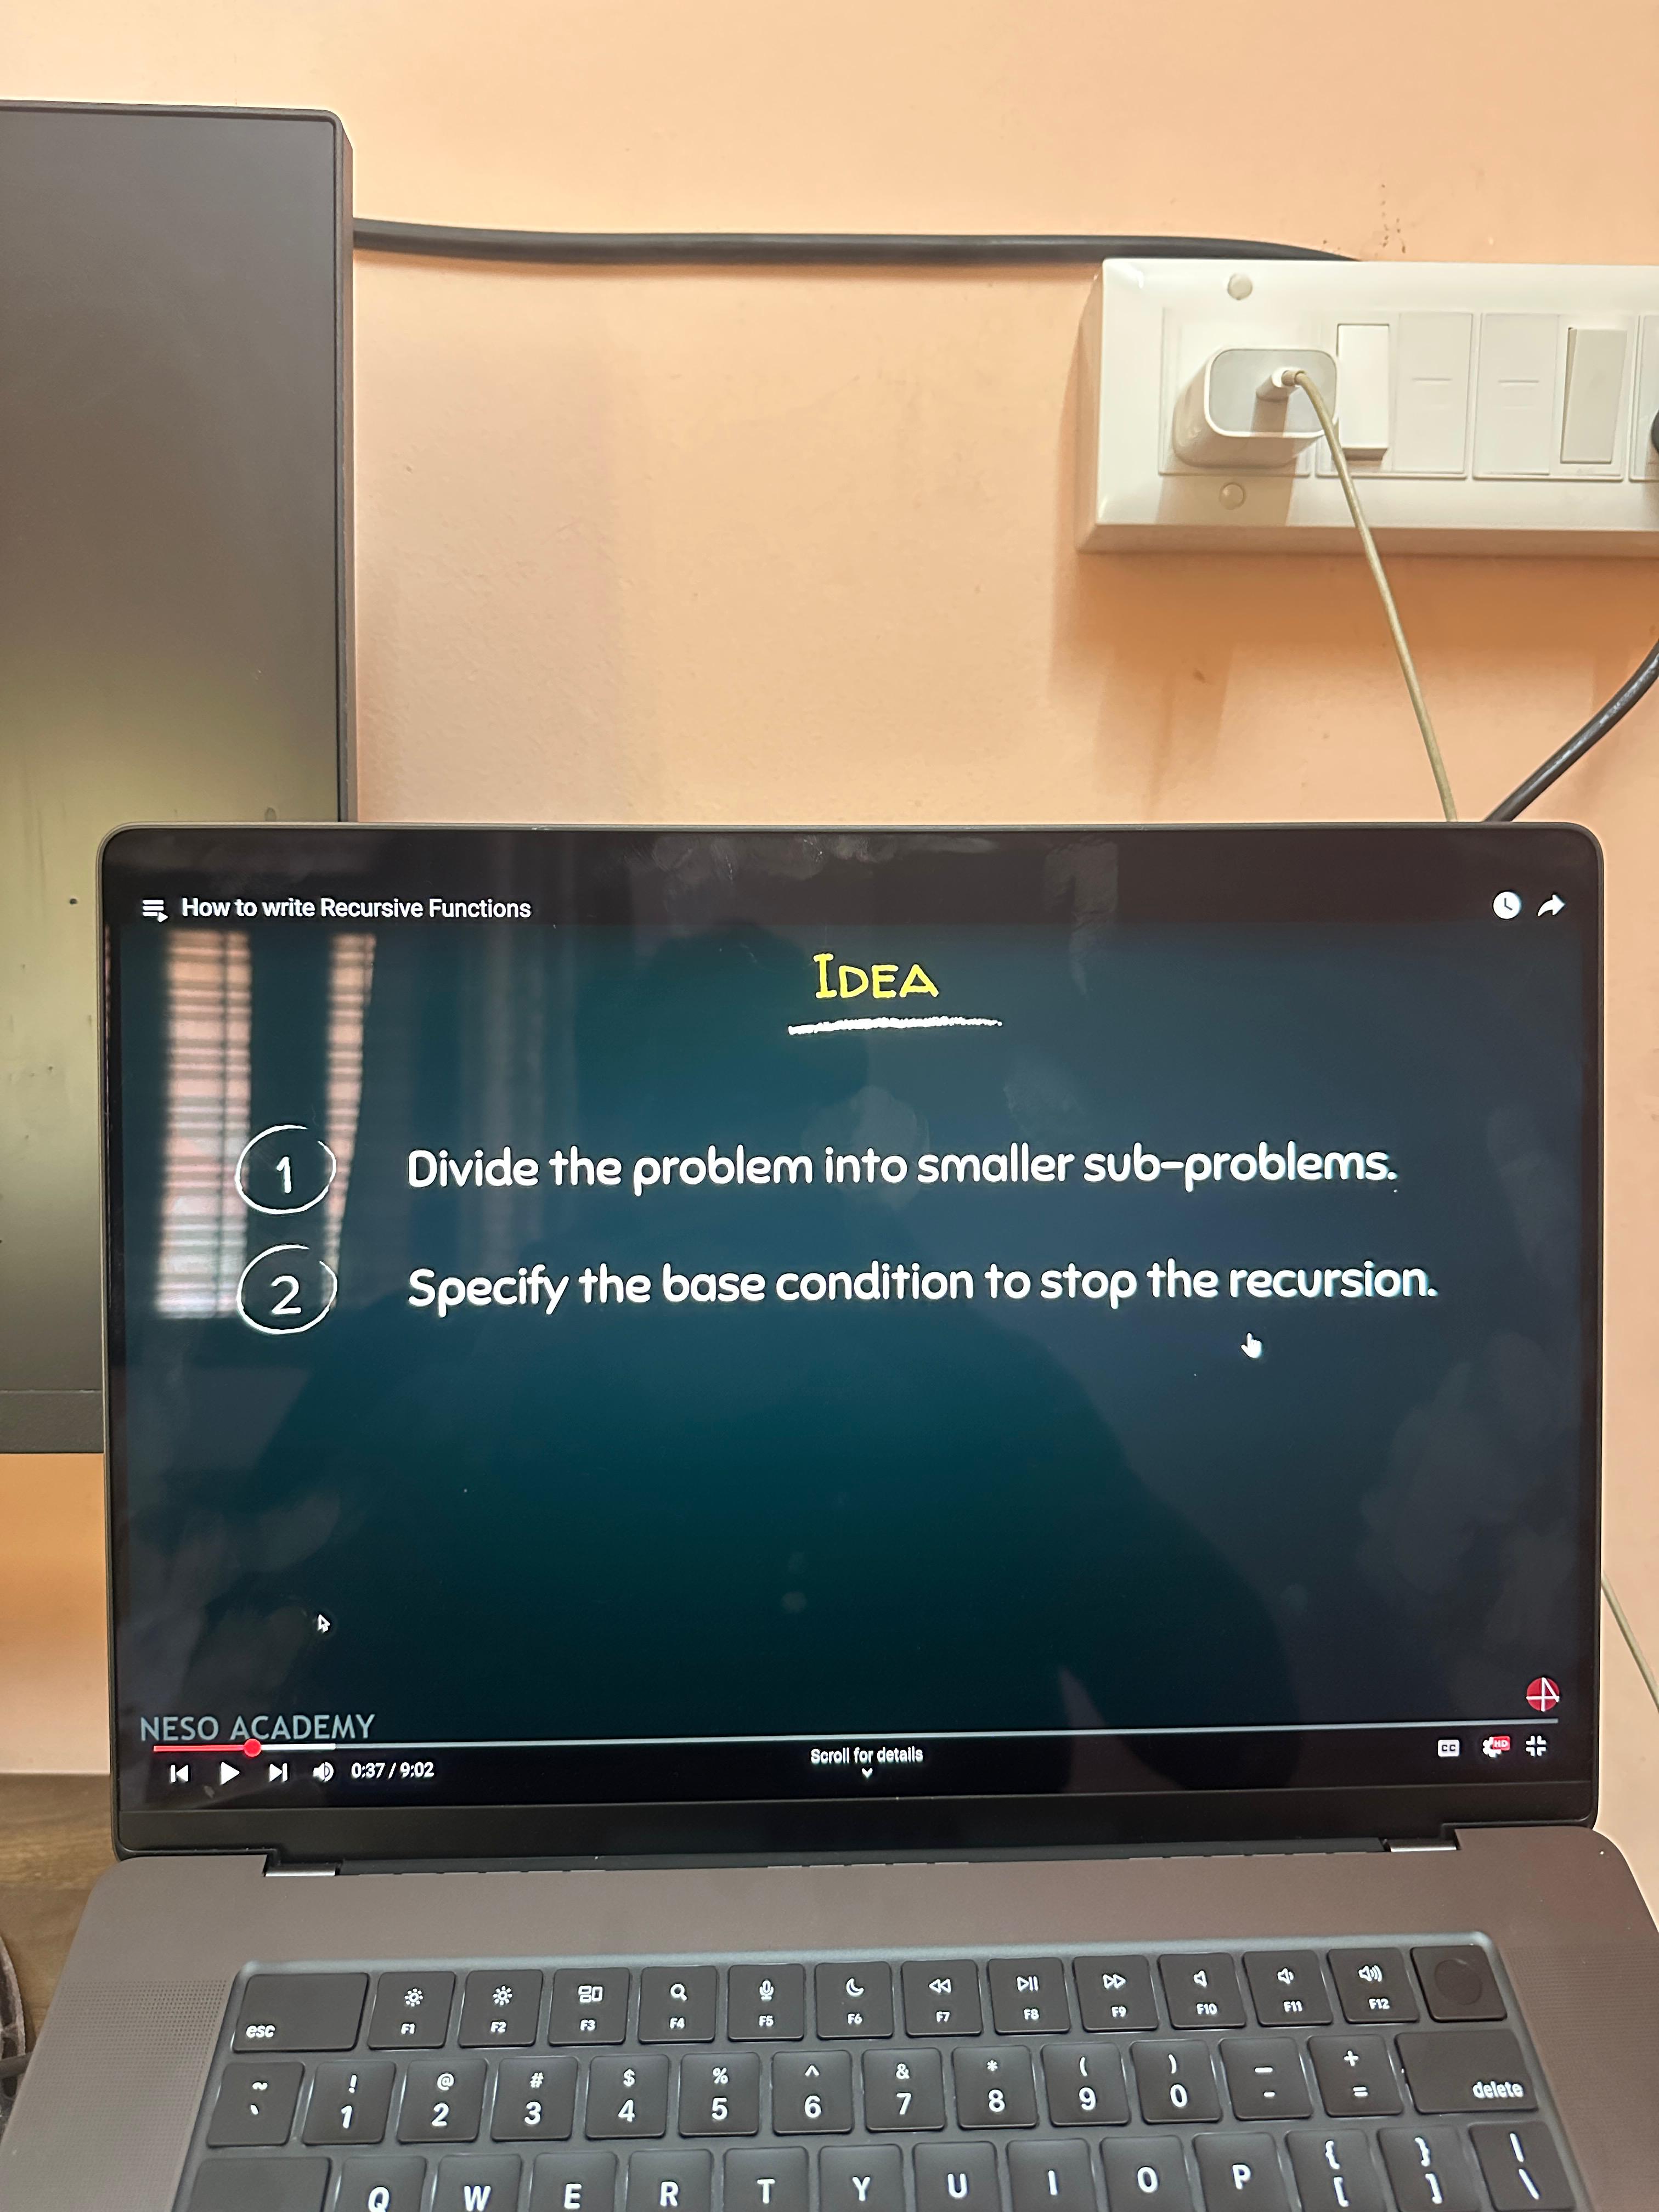 How to write Recursive Functions
IDEA
1 Divide the problem into smaller sub-problems.
2 Specify the base condition to stop the recursion.
NESO ACADEMY
0:37 / 9:02
Scroll for details
CC
HD
esc F1 F2 F3 F4 F5 F6 F7 F8 F9 F10 F11 F12
~ ! @ # $ % ^ & * ( ) _ +
` 1 2 3 4 5 6 7 8 9 0 - = delete
Q W E R T Y U I O P { } |
[ ] \